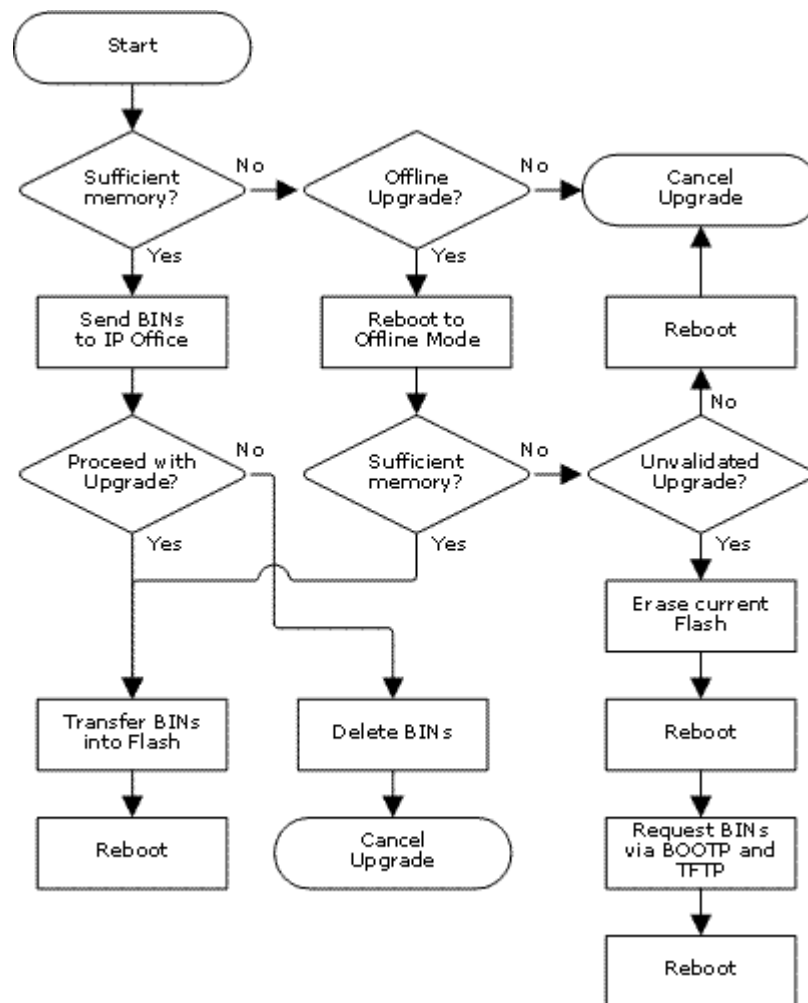 Start
Sufficient
memory?
No
Offline
Upgrade?
No
Cancel
Upgrade
Yes
Yes
Send BINs
to IP Office
Reboot to
Offline Mode
Reboot
No
Proceed with
Upgrade?
No
Sufficient
memory?
No
Unvalidated
Upgrade?
Yes
Yes
Yes
Erase current
Flash
Transfer BINs
into Flash
Delete BINs
Reboot
Reboot
Cancel
Upgrade
Request BINs
via BOOTP and
TFTP
Reboot